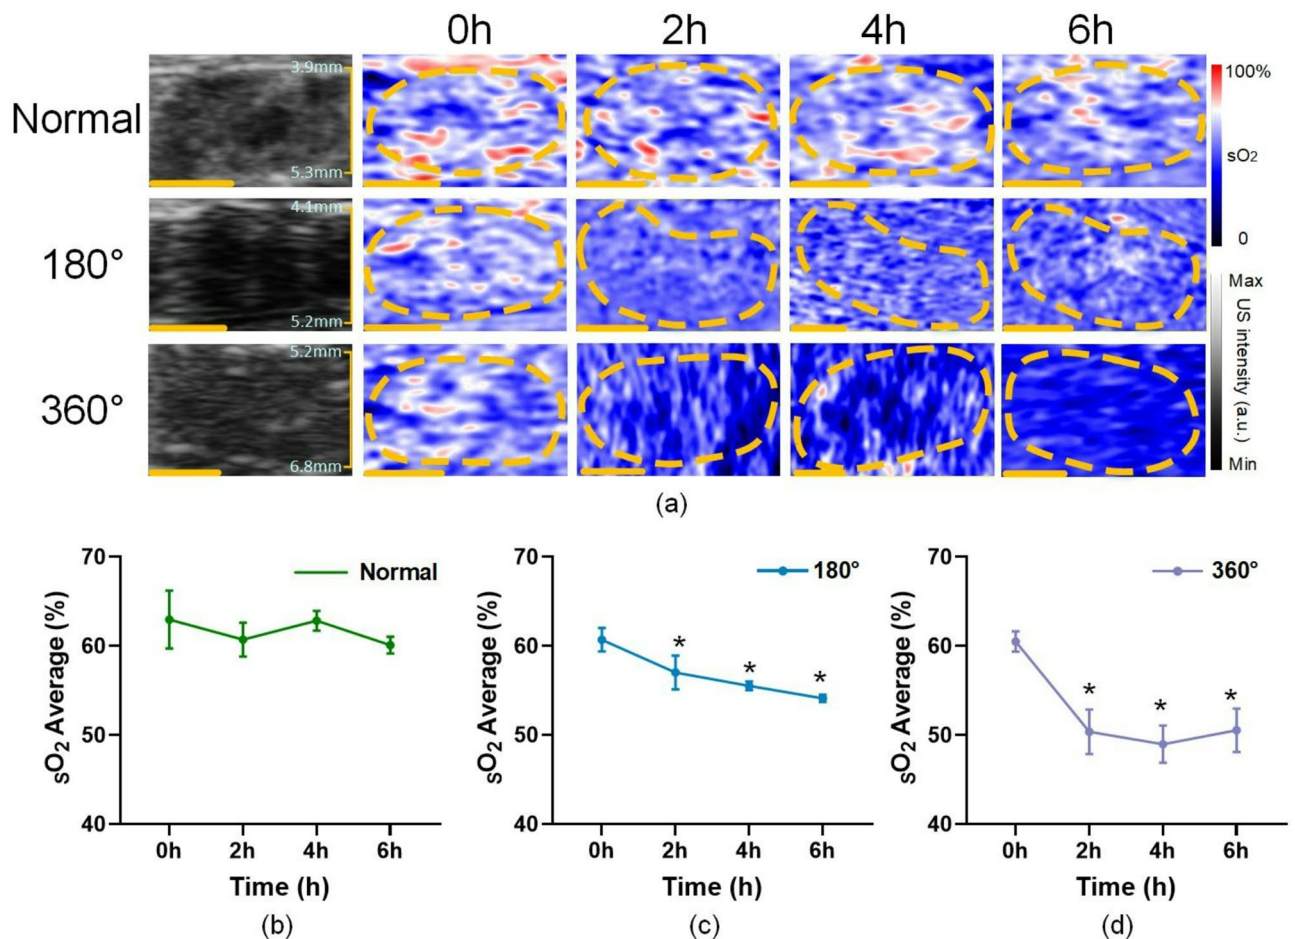 0h 2h 4h 6h
Normal
3.9mm
5.3mm
100%
sO2
0
180°
4.1mm
5.2mm
Max
US intensity (a.u.)
Min
360°
5.2mm
6.8mm
(a)
70
60
50
40
sO2 Average (%)
Normal
0h 2h 4h 6h
Time (h)
(b)
70
60
50
40
sO2 Average (%)
180°
*
*
*
0h 2h 4h 6h
Time (h)
(c)
70
60
50
40
sO2 Average (%)
360°
*
*
*
0h 2h 4h 6h
Time (h)
(d)